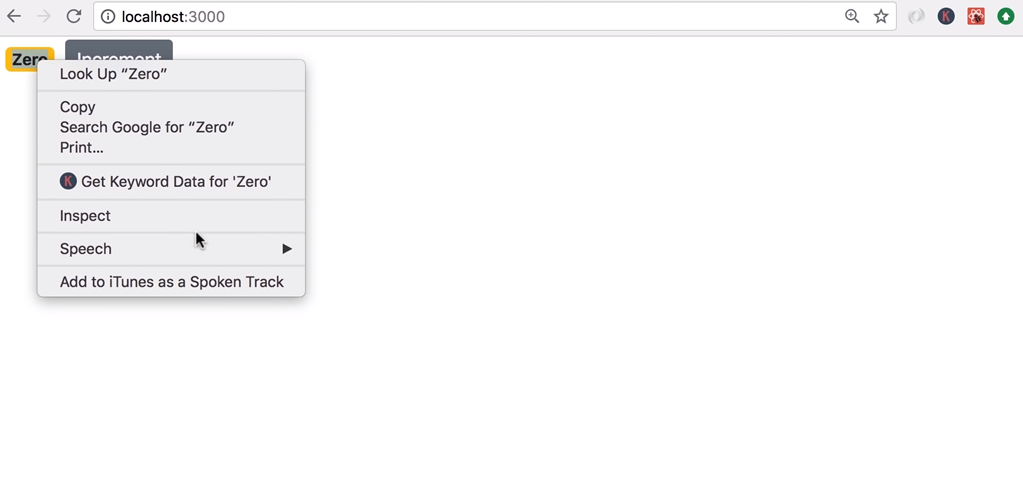 localhost:3000
Zero Increment
Look Up “Zero”
Copy
Search Google for “Zero”
Print...
K Get Keyword Data for 'Zero'
Inspect
Speech
Add to iTunes as a Spoken Track